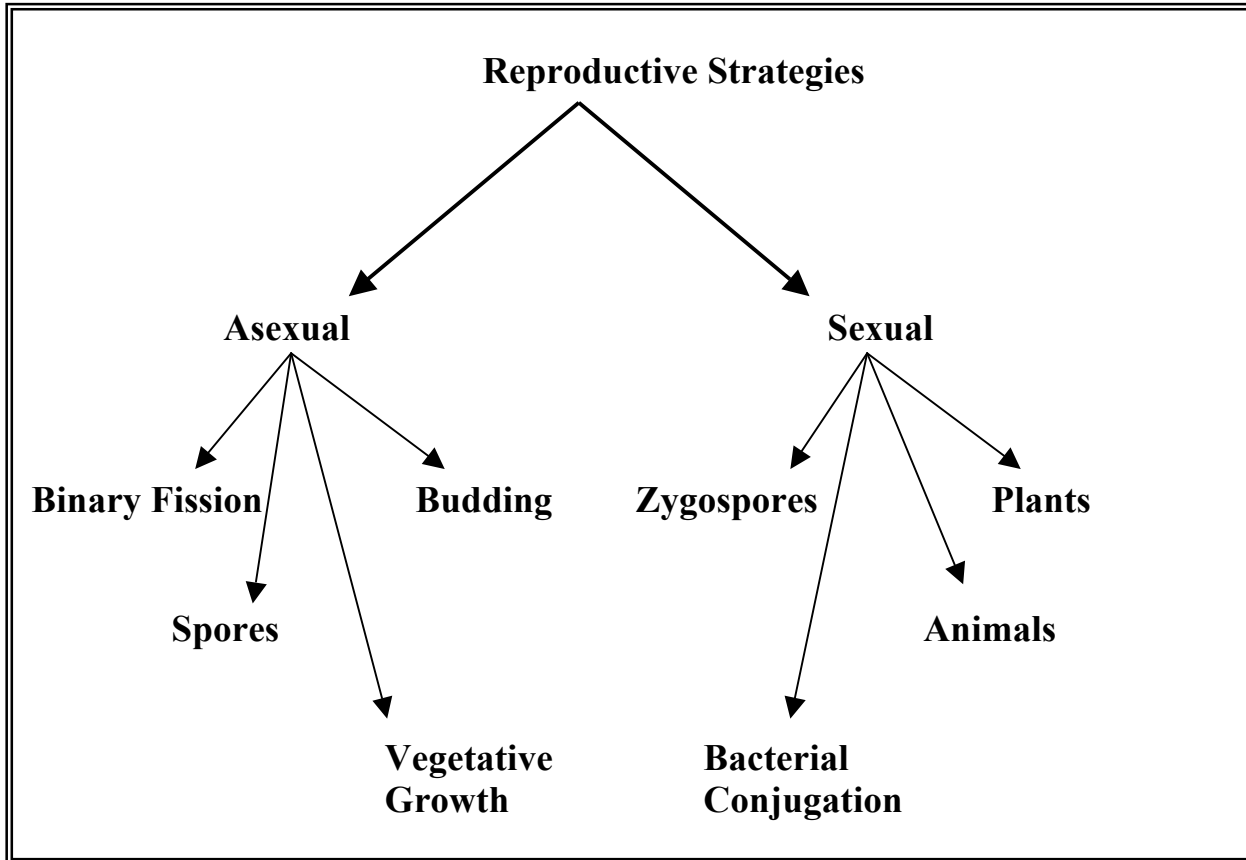 Reproductive Strategies
Asexual
Sexual
Binary Fission
Budding
Zygospores
Plants
Spores
Animals
Vegetative
Growth
Bacterial
Conjugation